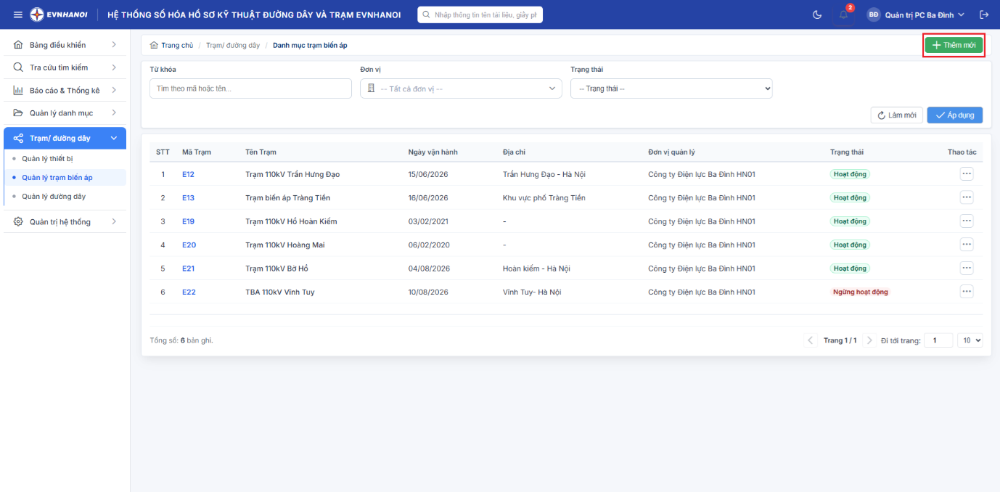 EVNHANOI
HỆ THỐNG SỐ HÓA HỒ SƠ KỸ THUẬT ĐƯỜNG DÂY VÀ TRẠM EVNHANOI
Nhập thông tin tên tài liệu, giấy ph
2
BĐ Quản trị PC Ba Đình
Bảng điều khiển
Tra cứu tìm kiếm
Báo cáo & Thống kê
Quản lý danh mục
Trạm/ đường dây
Quản lý thiết bị
Quản lý trạm biến áp
Quản lý đường dây
Quản trị hệ thống
Trang chủ / Trạm/ đường dây / Danh mục trạm biến áp
Thêm mới
Từ khóa Đơn vị Trạng thái
Tìm theo mã hoặc tên... -- Tất cả đơn vị -- -- Trạng thái --
Làm mới Áp dụng
STT Mã Trạm Tên Trạm Ngày vận hành Địa chỉ Đơn vị quản lý Trạng thái Thao tác
1 E12 Trạm 110kV Trần Hưng Đạo 15/06/2026 Trần Hưng Đạo - Hà Nội Công ty Điện lực Ba Đình HN01 Hoạt động ...
2 E13 Trạm biến áp Tràng Tiền 16/06/2026 Khu vực phố Tràng Tiền Công ty Điện lực Ba Đình HN01 Hoạt động ...
3 E19 Trạm 110kV Hồ Hoàn Kiếm 03/02/2021 - Công ty Điện lực Ba Đình HN01 Hoạt động ...
4 E20 Trạm 110kV Hoàng Mai 06/02/2020 - Công ty Điện lực Ba Đình HN01 Hoạt động ...
5 E21 Trạm 110kV Bờ Hồ 04/08/2026 Hoàn kiếm - Hà Nội Công ty Điện lực Ba Đình HN01 Hoạt động ...
6 E22 TBA 110kV Vĩnh Tuy 10/08/2026 Vĩnh Tuy- Hà Nội Công ty Điện lực Ba Đình HN01 Ngừng hoạt động ...
Tổng số: 6 bản ghi.
Trang 1 / 1 Đi tới trang: 1 10